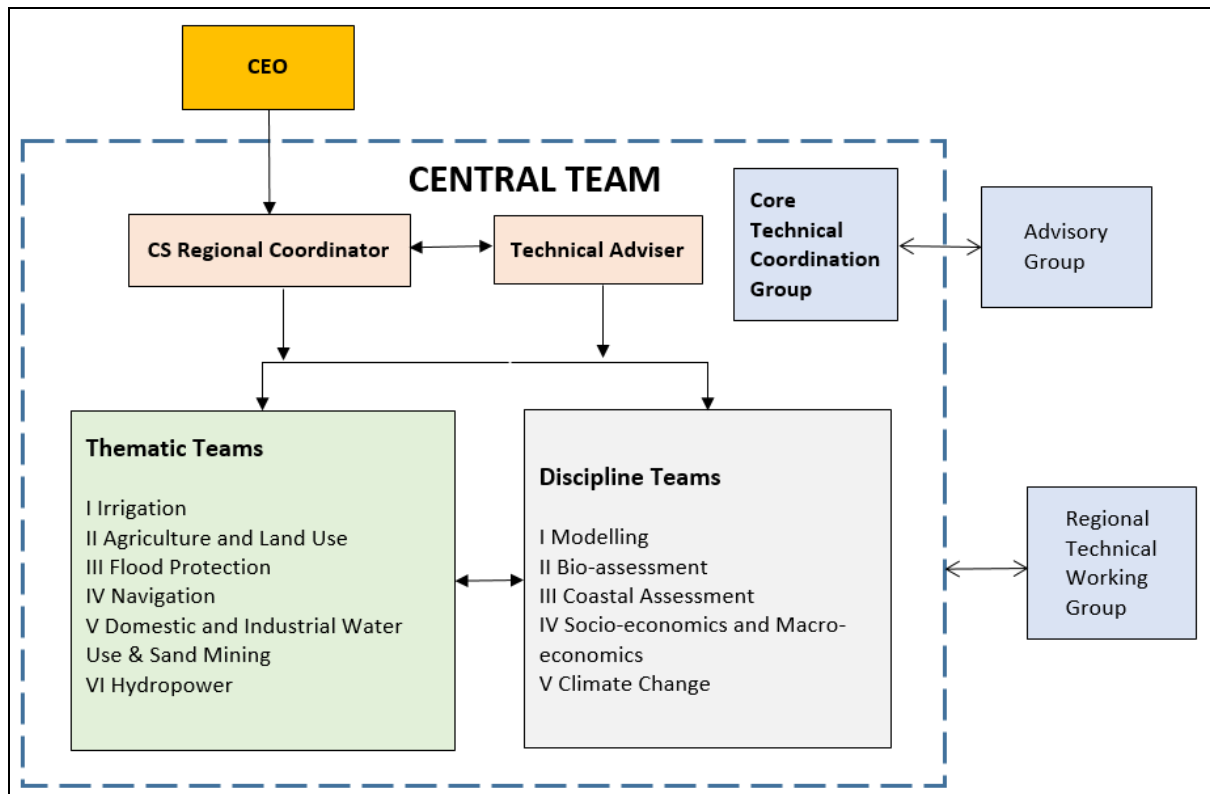 CEO
CENTRAL TEAM
CS Regional Coordinator
Technical Adviser
Core
Technical
Coordination
Group
Advisory
Group
Thematic Teams
I Irrigation
II Agriculture and Land Use
III Flood Protection
IV Navigation
V Domestic and Industrial Water
Use & Sand Mining
VI Hydropower
Discipline Teams
I Modelling
II Bio-assessment
III Coastal Assessment
IV Socio-economics and Macro-
economics
V Climate Change
Regional
Technical
Working
Group